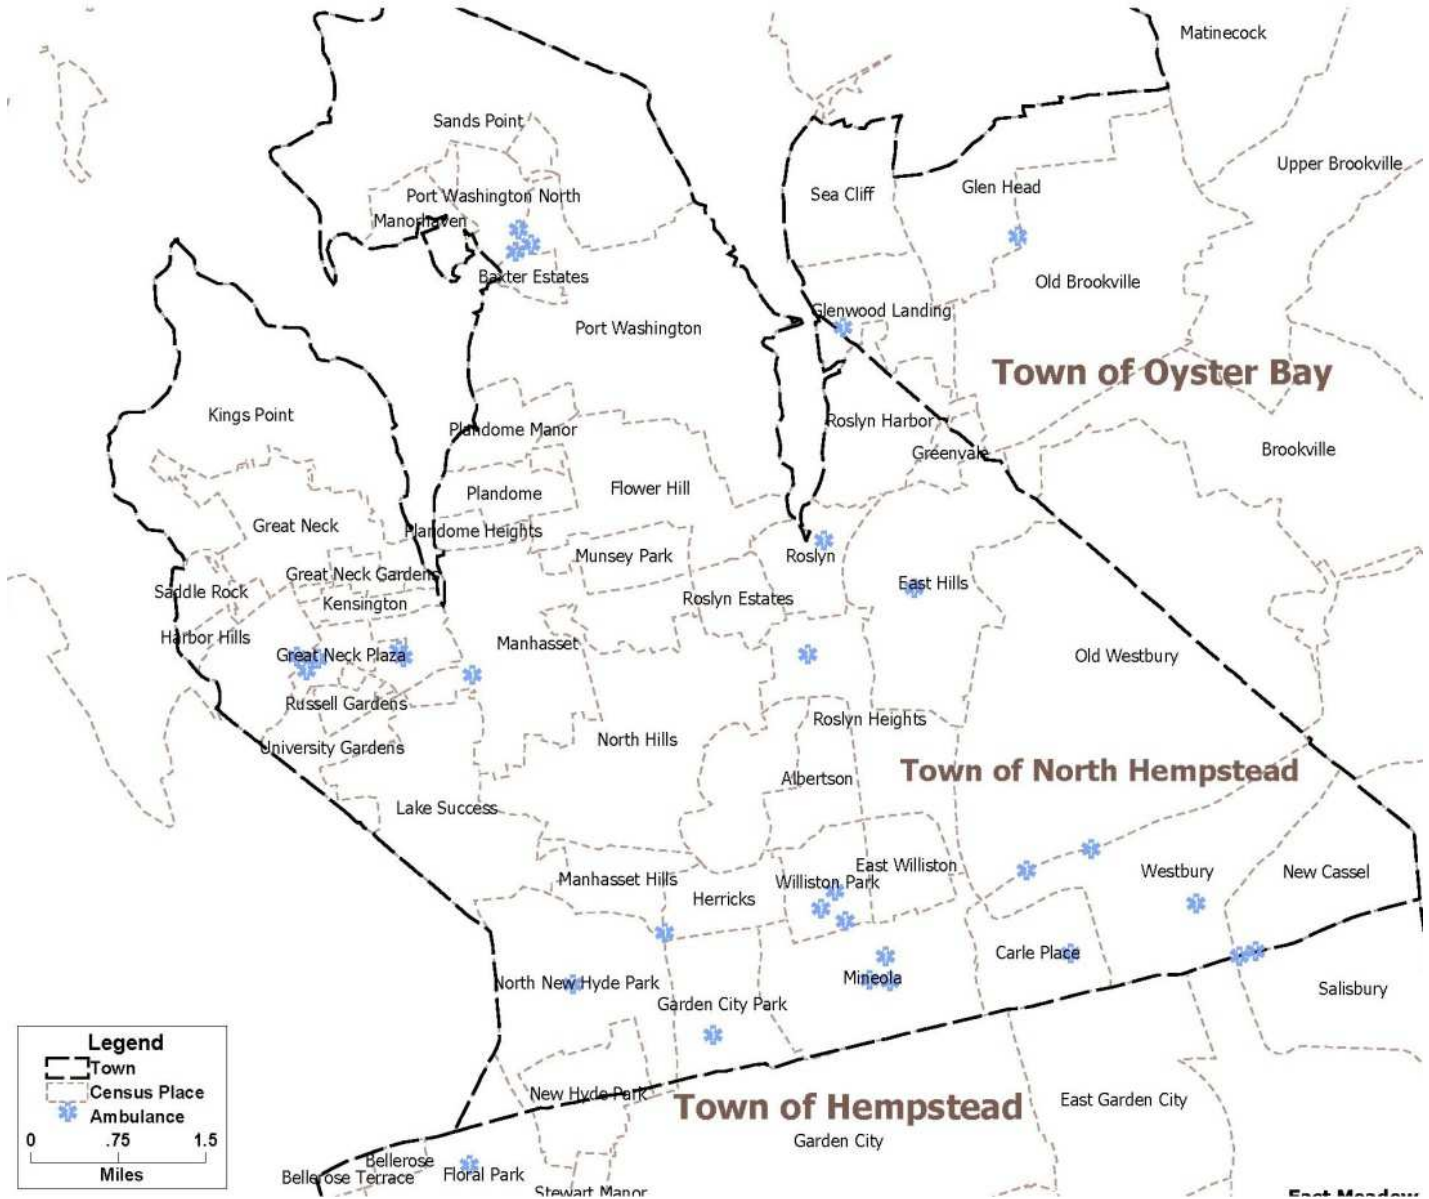 Matinecock
Sands Point
Upper Brookville
Sea Cliff
Glen Head
Port Washington North
Manorhaven
Baxter Estates
Old Brookville
Glenwood Landing
Port Washington
Town of Oyster Bay
Kings Point
Plandome Manor
Roslyn Harbor
Greenvale
Brookville
Plandome
Flower Hill
Great Neck
Plandome Heights
Munsey Park
Roslyn
Great Neck Gardens
East Hills
Saddle Rock
Kensington
Roslyn Estates
Harbor Hills
Manhasset
Great Neck Plaza
Old Westbury
Russell Gardens
Roslyn Heights
University Gardens
North Hills
Albertson
Town of North Hempstead
Lake Success
East Williston
Westbury
New Cassel
Manhasset Hills
Williston Park
Herricks
Carle Place
Mineola
North New Hyde Park
Salisbury
Garden City Park
Legend
Town
Census Place
Ambulance
0 .75 1.5
Miles
New Hyde Park
Town of Hempstead
East Garden City
Garden City
Bellerose
Bellerose Terrace
Floral Park
Stewart Manor
East Meadow